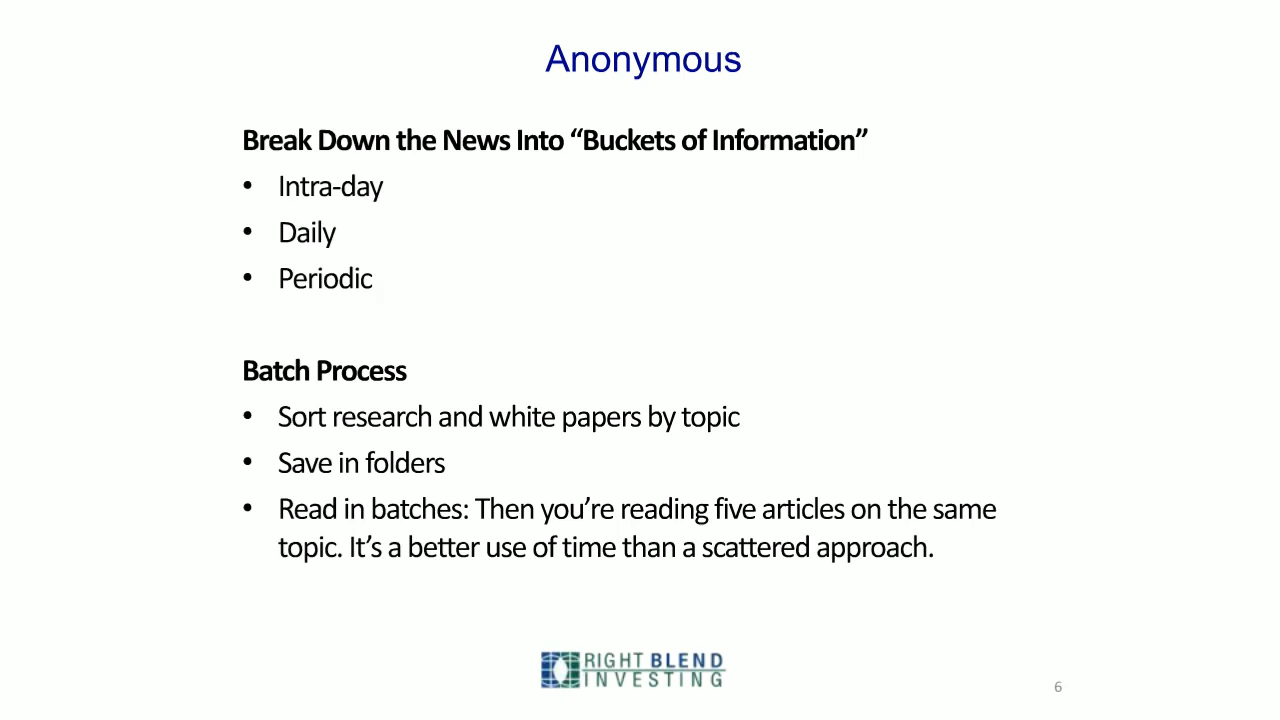 Anonymous
Break Down the News Into “Buckets of Information”
• Intra-day
• Daily
• Periodic
Batch Process
• Sort research and white papers by topic
• Save in folders
• Read in batches: Then you’re reading five articles on the same
topic. It’s a better use of time than a scattered approach.
RIGHT BLEND
INVESTING
6